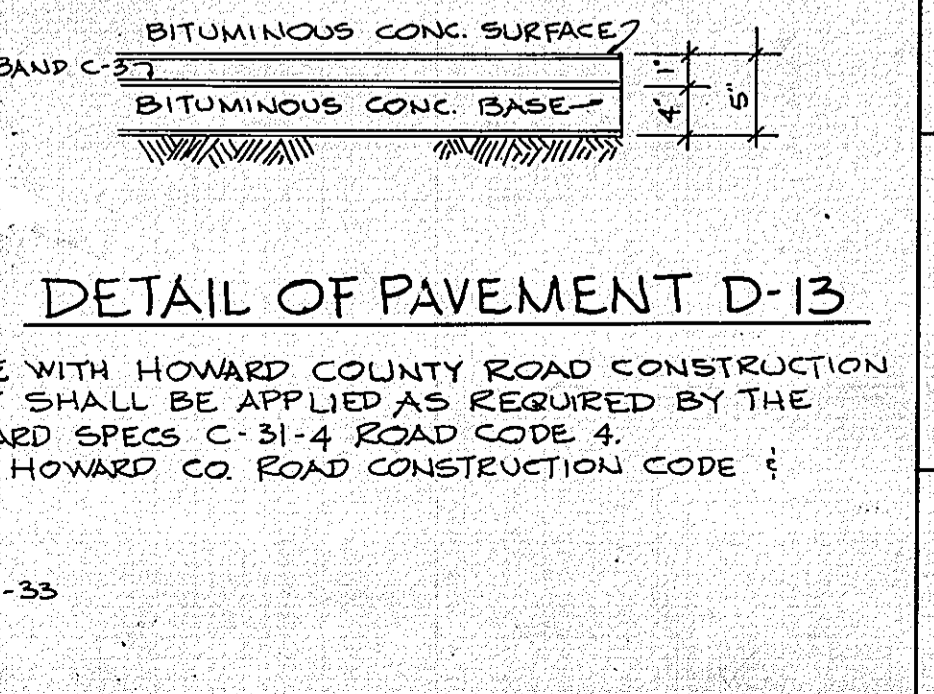 BITUMINOUS CONC. SURFACE
BAND C-3
BITUMINOUS CONC. BASE
1"
4"
5"
DETAIL OF PAVEMENT D-13
WITH HOWARD COUNTY ROAD CONSTRUCTION
SHALL BE APPLIED AS REQUIRED BY THE
ARD SPECS C-31-4 ROAD CODE 4.
HOWARD CO. ROAD CONSTRUCTION CODE &
-33